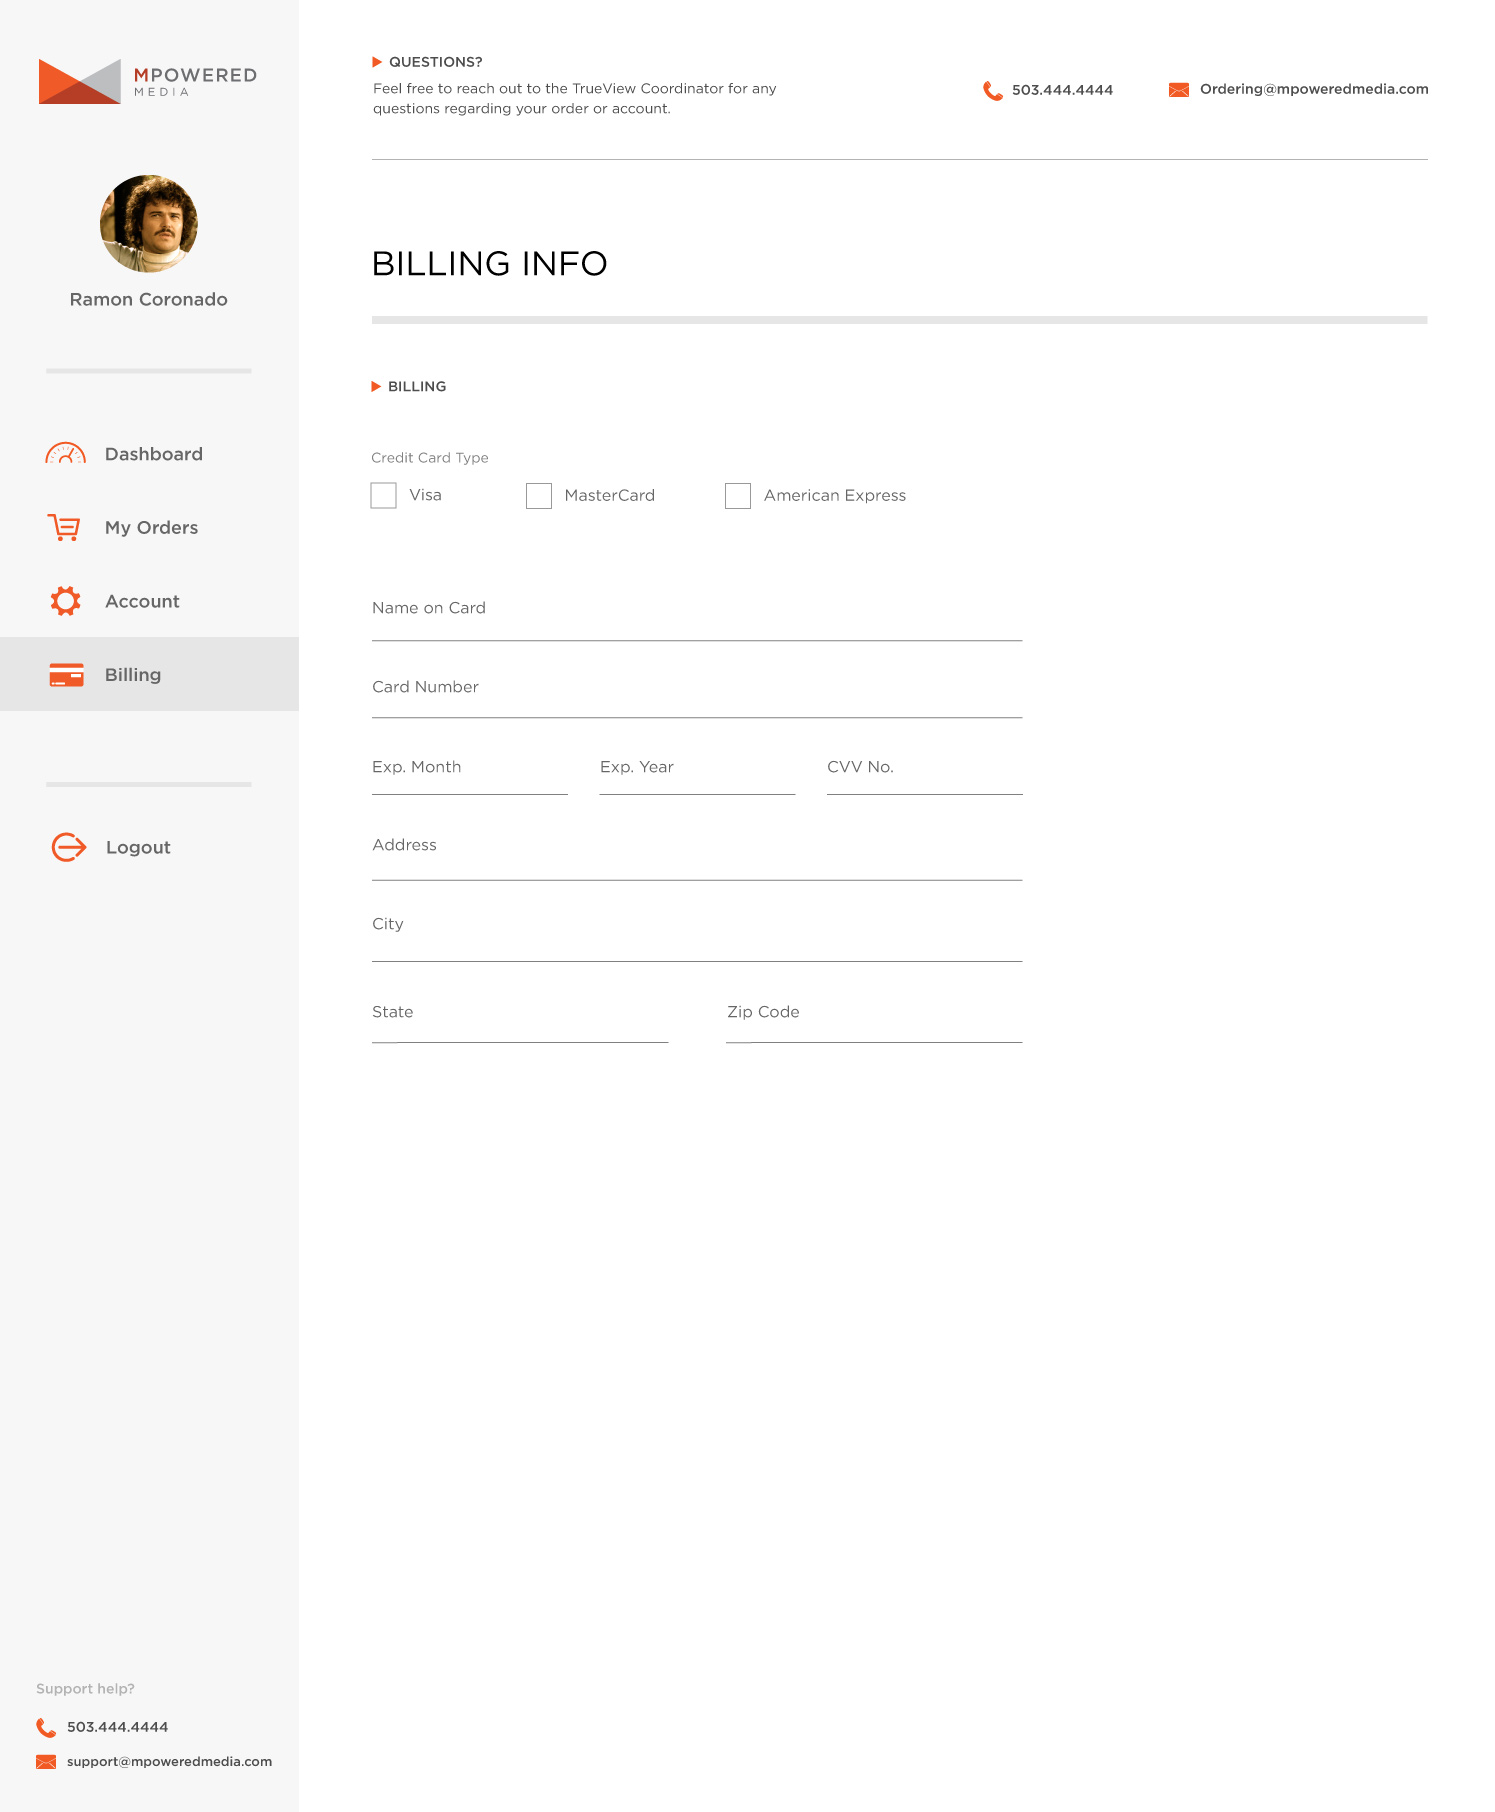 MPOWERED
MEDIA
Ramon Coronado
Dashboard
My Orders
Account
Billing
Logout
Support help?
503.444.4444
support@mpoweredmedia.com
QUESTIONS?
Feel free to reach out to the TrueView Coordinator for any
questions regarding your order or account.
503.444.4444
Ordering@mpoweredmedia.com
BILLING INFO
BILLING
Credit Card Type
Visa MasterCard American Express
Name on Card
Card Number
Exp. Month Exp. Year CVV No.
Address
City
State Zip Code